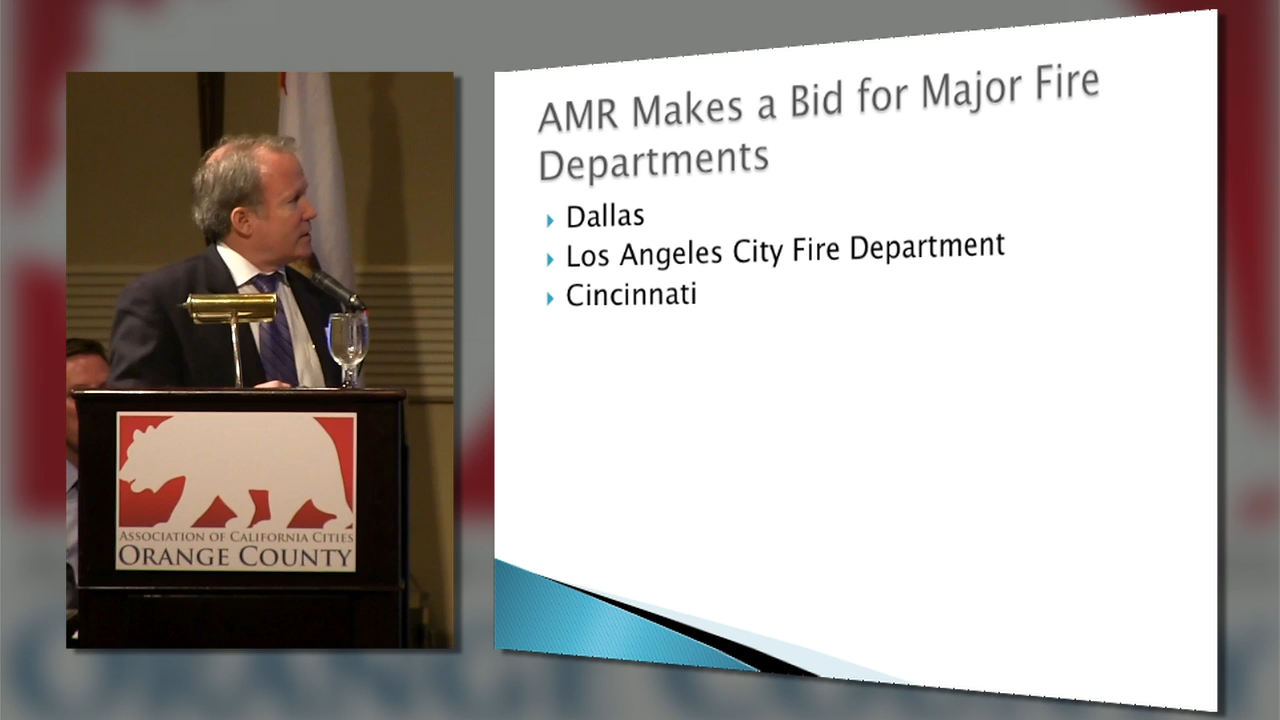 AMR Makes a Bid for Major Fire
Departments
Dallas
Los Angeles City Fire Department
Cincinnati
ASSOCIATION OF CALIFORNIA CITIES
ORANGE COUNTY